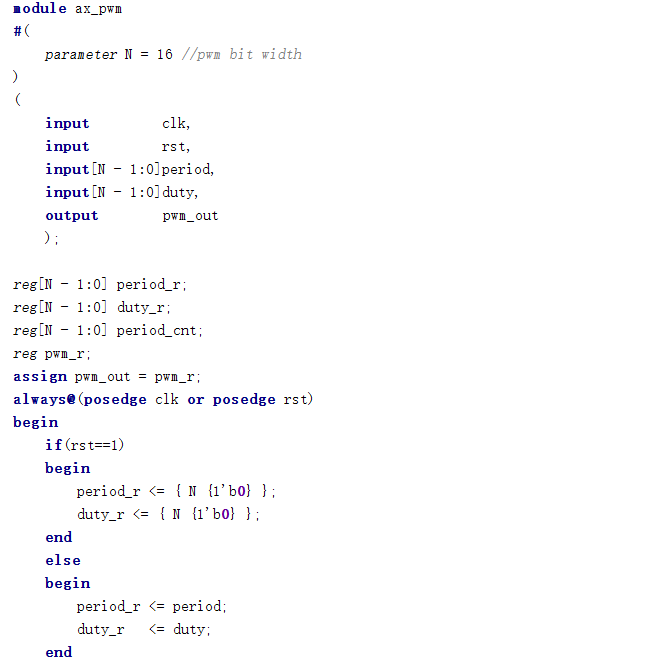 module ax_pwm
#(
    parameter N = 16 //pwm bit width
)
(
    input         clk,
    input         rst,
    input[N - 1:0]period,
    input[N - 1:0]duty,
    output        pwm_out
    );

reg[N - 1:0] period_r;
reg[N - 1:0] duty_r;
reg[N - 1:0] period_cnt;
reg pwm_r;
assign pwm_out = pwm_r;
always@(posedge clk or posedge rst)
begin
    if(rst==1)
    begin
        period_r <= { N {1'b0} };
        duty_r <= { N {1'b0} };
    end
    else
    begin
        period_r <= period;
        duty_r   <= duty;
    end